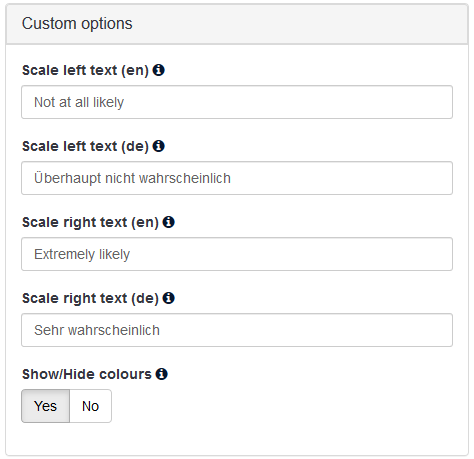 Custom options
Scale left text (en)
Not at all likely
Scale left text (de)
Überhaupt nicht wahrscheinlich
Scale right text (en)
Extremely likely
Scale right text (de)
Sehr wahrscheinlich
Show/Hide colours
Yes No